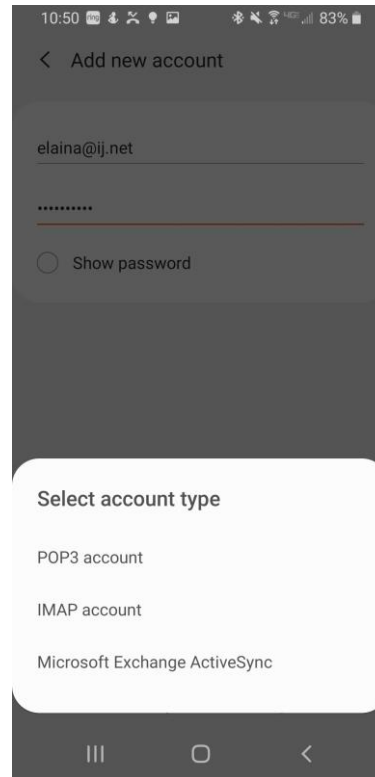 10:50 83%
Add new account
elaina@ij.net
••••••••••
Show password
Select account type
POP3 account
IMAP account
Microsoft Exchange ActiveSync